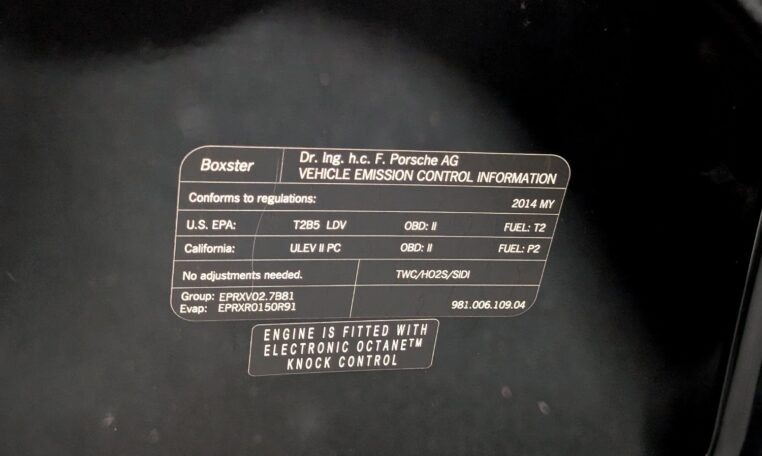 Boxster
Dr. Ing. h.c. F. Porsche AG
VEHICLE EMISSION CONTROL INFORMATION
Conforms to regulations: 2014 MY
U.S. EPA: T2B5 LDV OBD: II FUEL: T2
California: ULEV II PC OBD: II FUEL: P2
No adjustments needed. TWC/HO2S/SIDI
Group: EPRXV02.7B81
Evap: EPRXR0150R91
981.006.109.04
ENGINE IS FITTED WITH
ELECTRONIC OCTANE™
KNOCK CONTROL